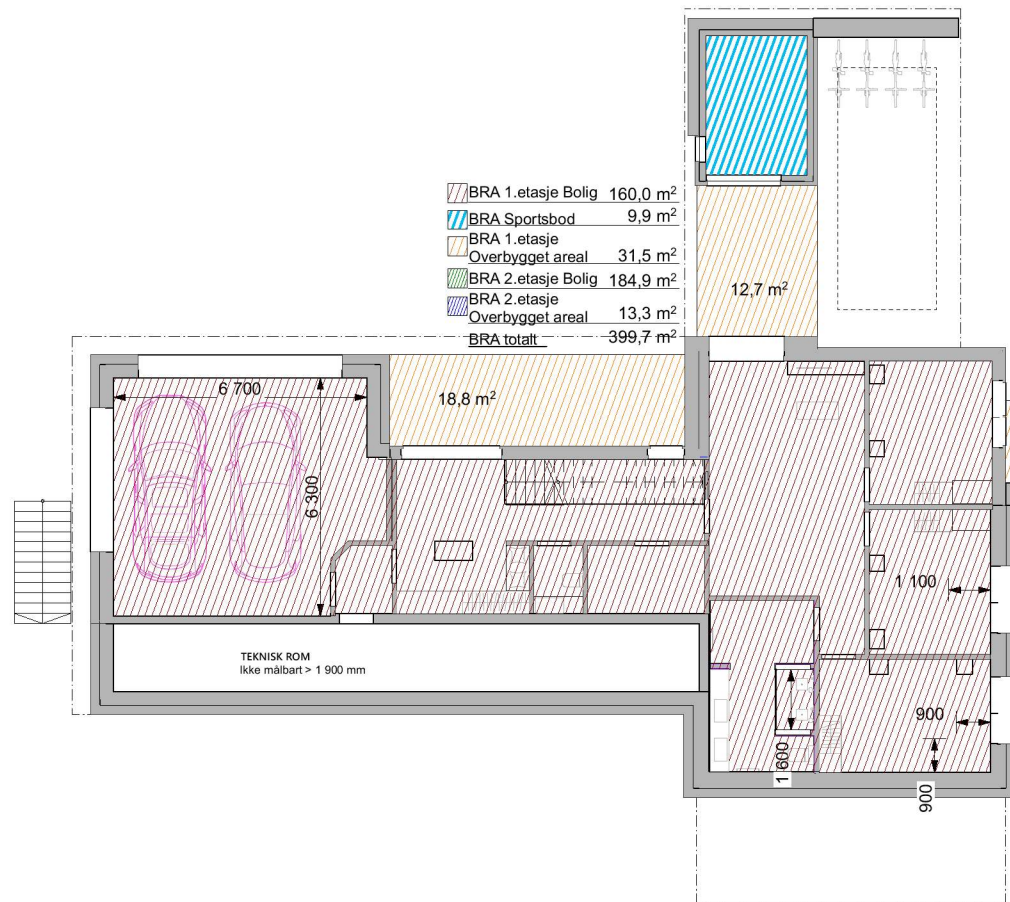 BRA 1.etasje Bolig 160,0 m²
BRA Sportsbod 9,9 m²
BRA 1.etasje
Overbygget areal 31,5 m²
BRA 2.etasje Bolig 184,9 m²
BRA 2.etasje
Overbygget areal 13,3 m²
BRA totalt 399,7 m²
12,7 m²
18,8 m²
6 700
6 300
1 100
TEKNISK ROM
Ikke målbart > 1 900 mm
900
1 600
900